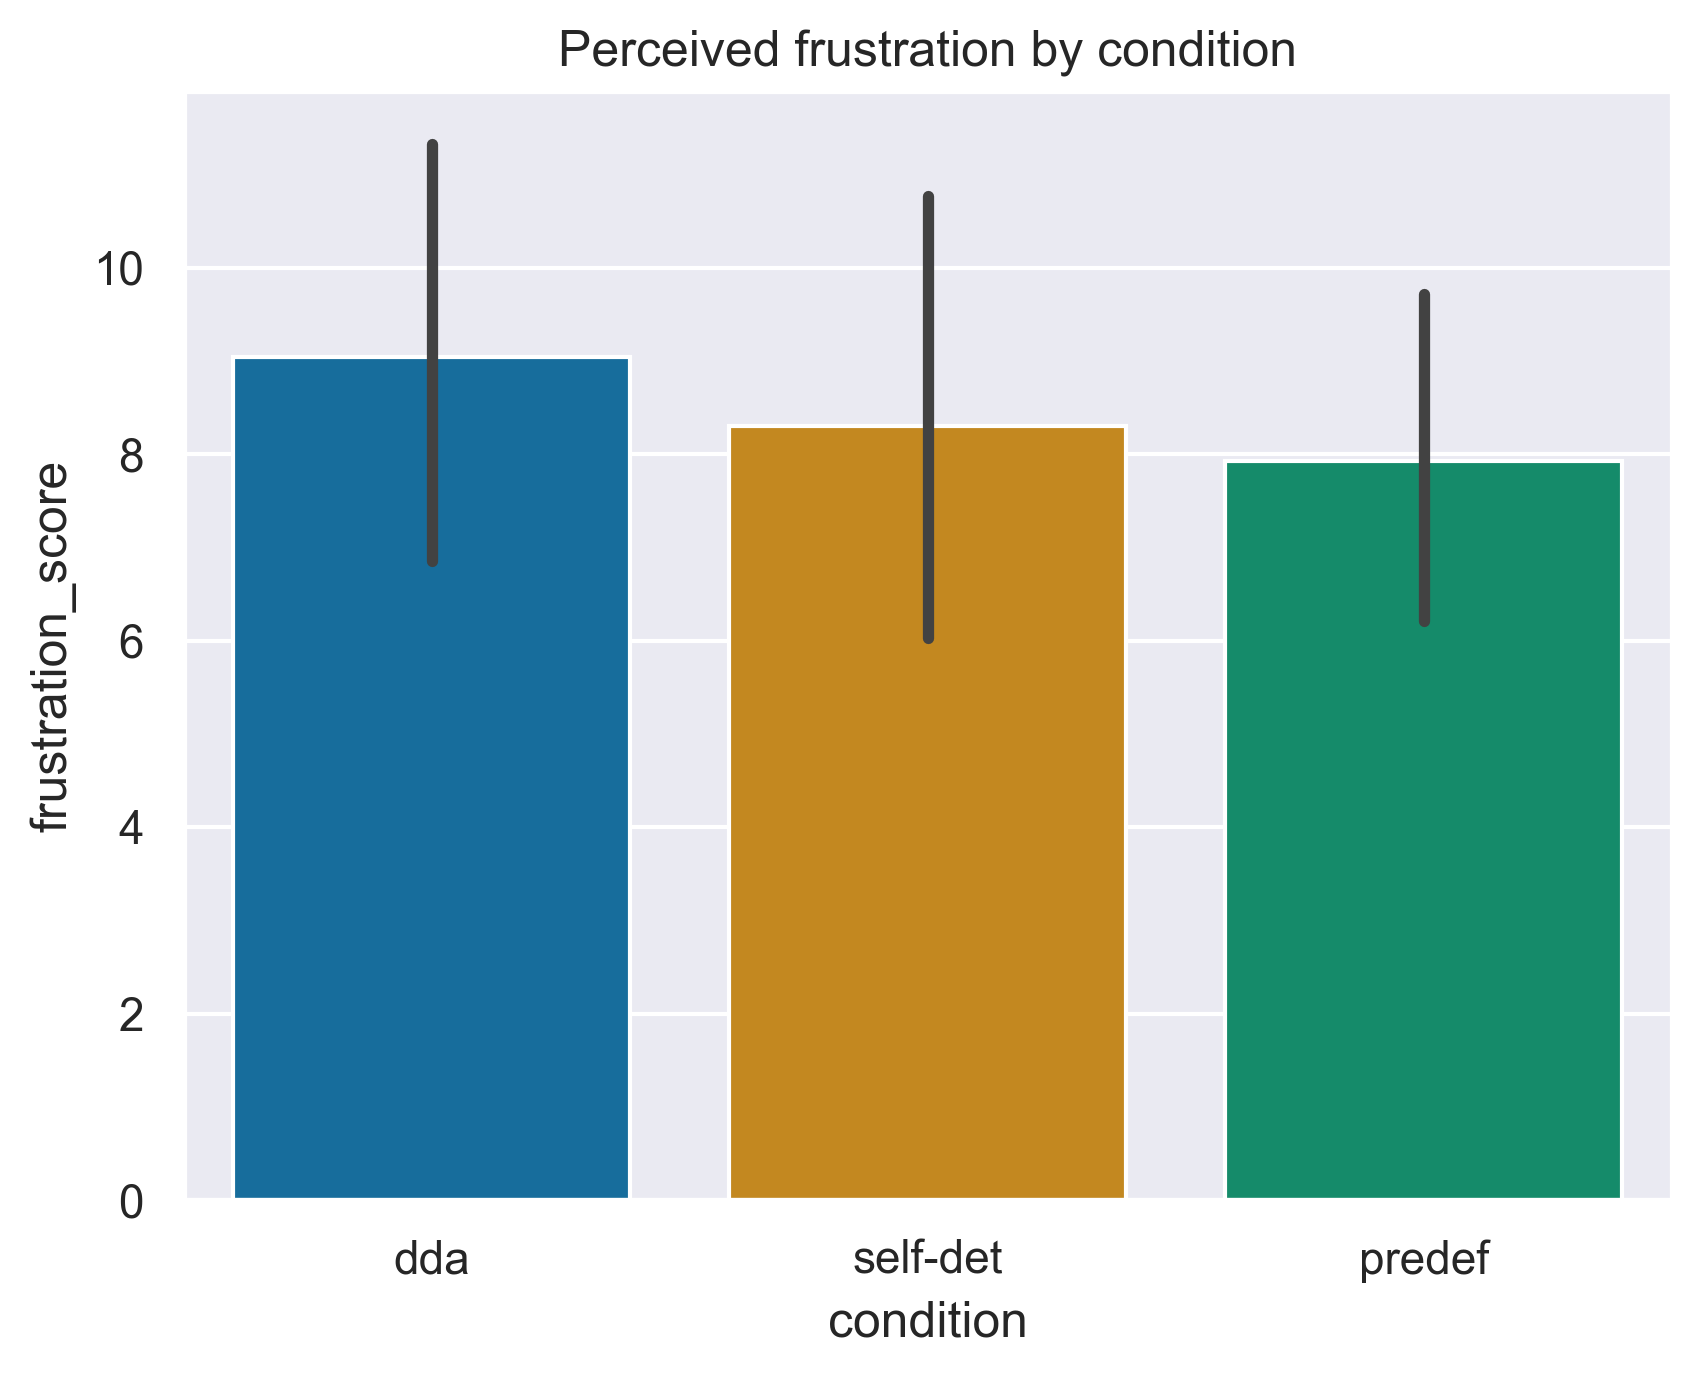 Perceived frustration by condition
frustration_score
10
8
6
4
2
0
dda
self-det
predef
condition